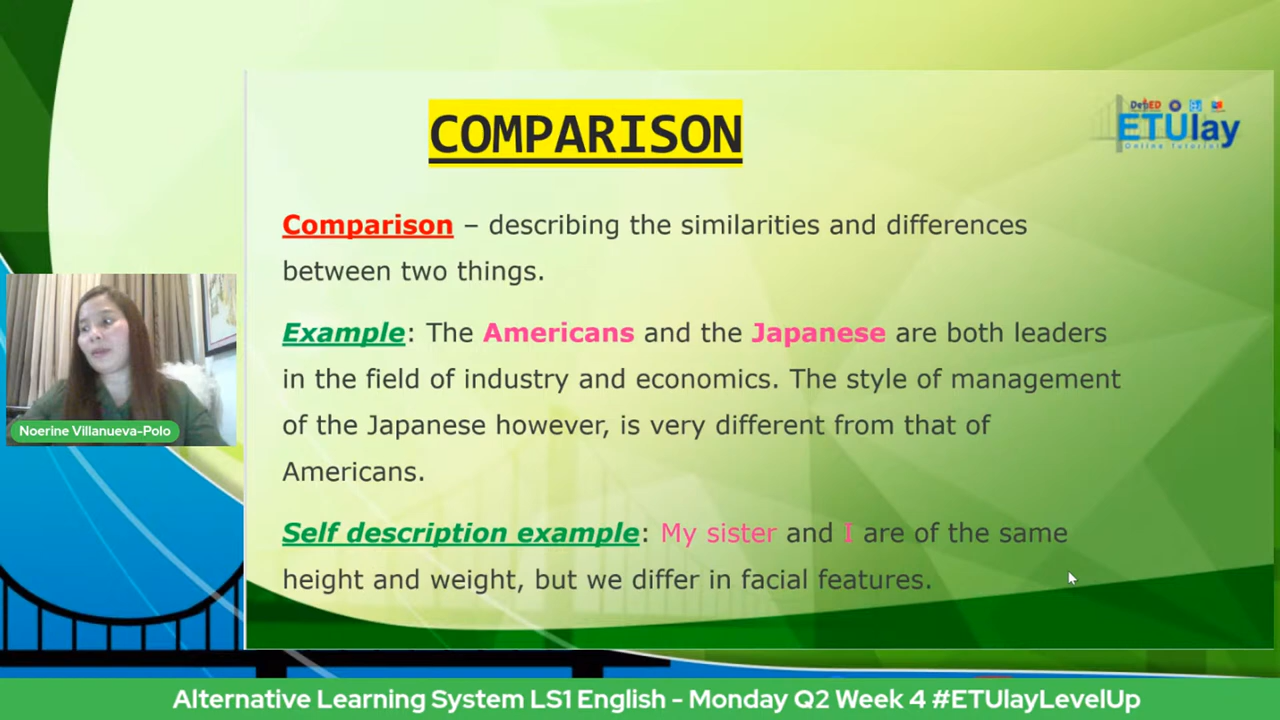 COMPARISON
DepED
ETUlay
Online Tutorial
Comparison – describing the similarities and differences
between two things.
Example: The Americans and the Japanese are both leaders
in the field of industry and economics. The style of management
of the Japanese however, is very different from that of
Americans.
Self description example: My sister and I are of the same
height and weight, but we differ in facial features.
Noerine Villanueva-Polo
Alternative Learning System LS1 English - Monday Q2 Week 4 #ETUlayLevelUp